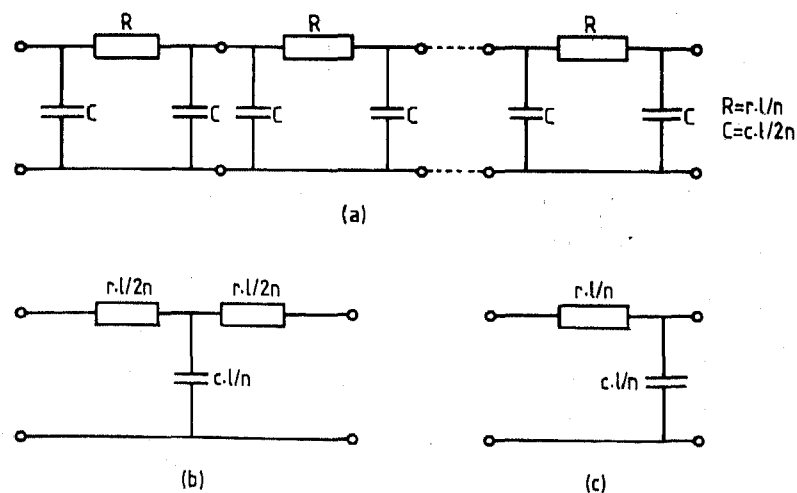 R
R
R
C
C
C
C
C
C
R=r.l/n
C=c.l/2n
(a)
r.l/2n
r.l/2n
c.l/n
(b)
r.l/n
c.l/n
(c)